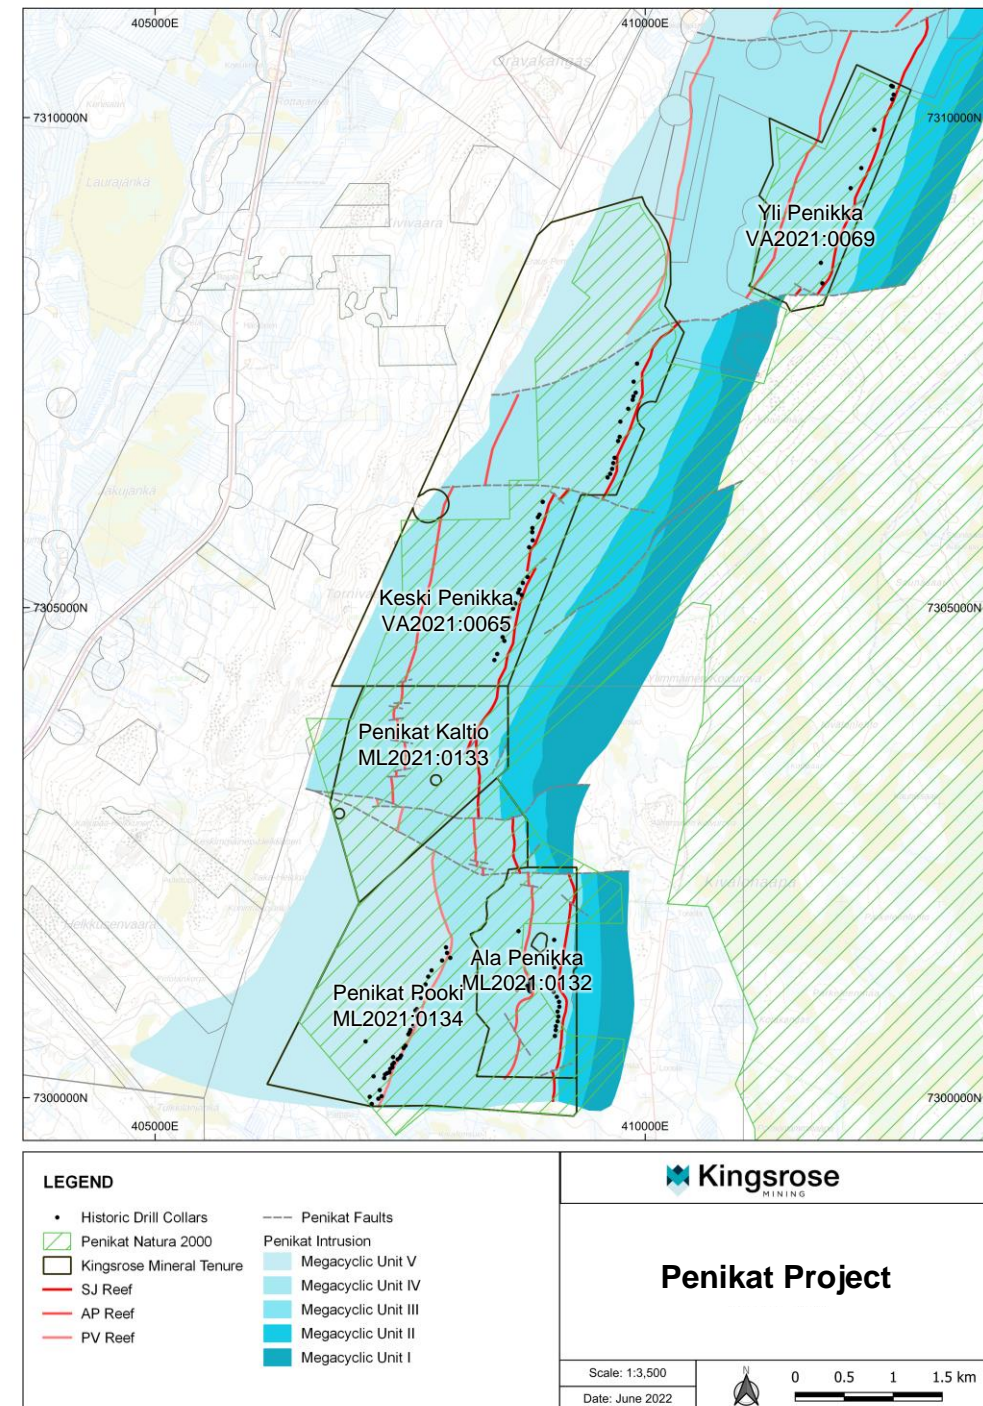 405000E
410000E
Oravakangas
7310000N
7310000N
Laurajänkä
Kivivaara
Yli Penikka
VA2021:0069
Keski Penikka
VA2021:0065
7305000N
7305000N
Penikat Kaltio
ML2021:0133
Kivalonaapa
Ala Penikka
ML2021:0132
Penikat Pooki
ML2021:0134
7300000N
7300000N
405000E
410000E
LEGEND
Historic Drill Collars
Penikat Natura 2000
Kingsrose Mineral Tenure
SJ Reef
AP Reef
PV Reef
Penikat Faults
Penikat Intrusion
Megacyclic Unit V
Megacyclic Unit IV
Megacyclic Unit III
Megacyclic Unit II
Megacyclic Unit I
Kingsrose
MINING
Penikat Project
Scale: 1:3,500
Date: June 2022
N
0 0.5 1 1.5 km